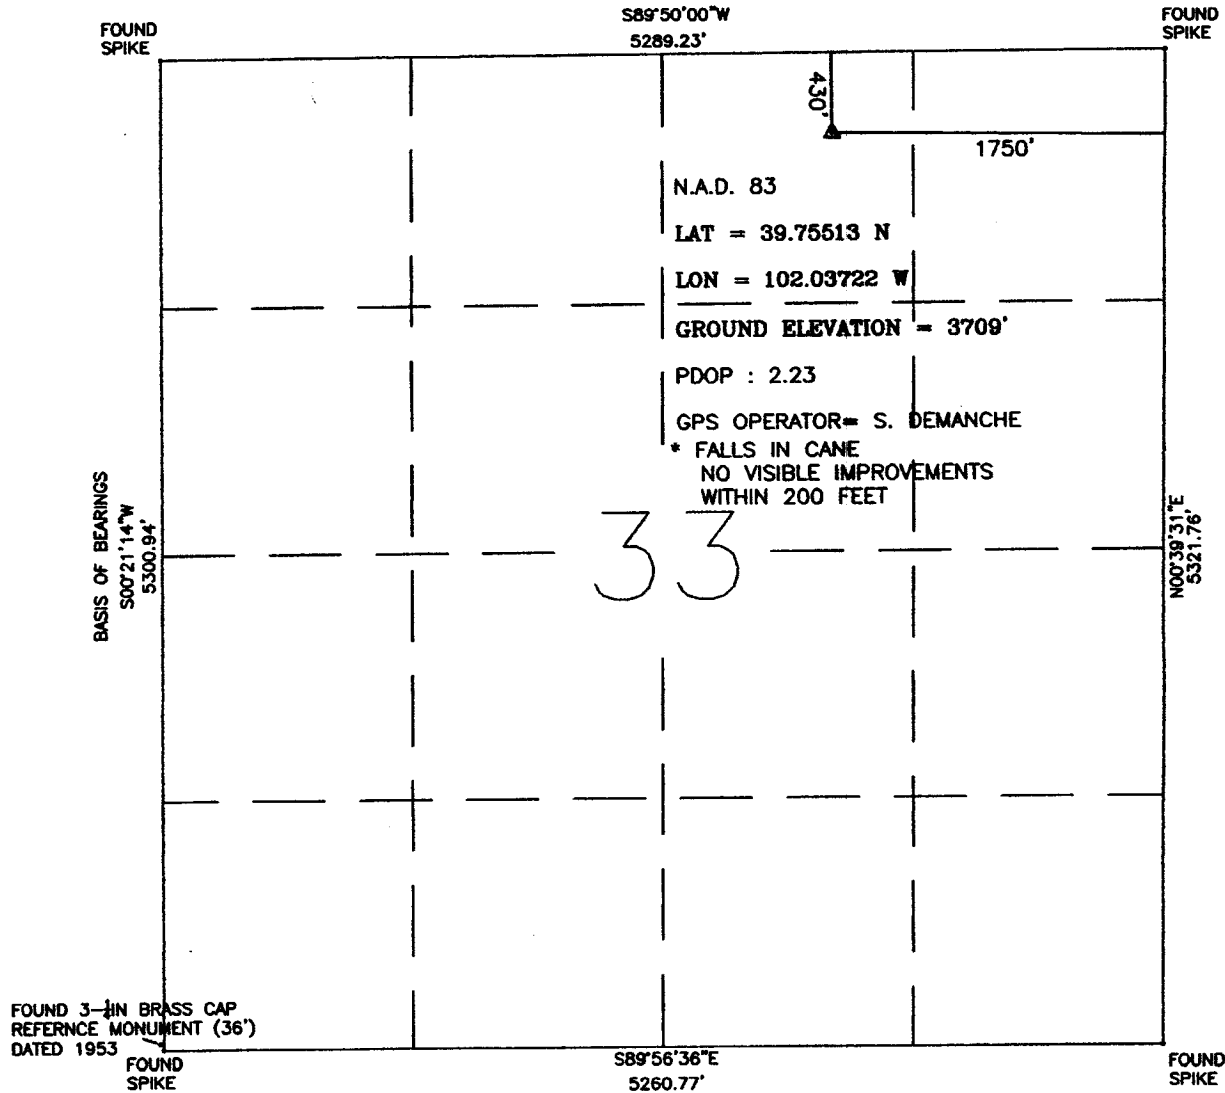 FOUND
SPIKE
S89°50'00"W
5289.23'
FOUND
SPIKE
430'
1750'
N.A.D. 83
LAT = 39.75513 N
LON = 102.03722 W
GROUND ELEVATION = 3709'
PDOP : 2.23
GPS OPERATOR= S. DEMANCHE
* FALLS IN CANE
NO VISIBLE IMPROVEMENTS
WITHIN 200 FEET
33
BASIS OF BEARINGS
S00°21'14"W
5300.94'
N00°39'31"E
5321.76'
FOUND BRASS CAP
REFERNCE MONUMENT (36')
DATED 1953
FOUND
SPIKE
S89°56'36"E
5260.77'
FOUND
SPIKE